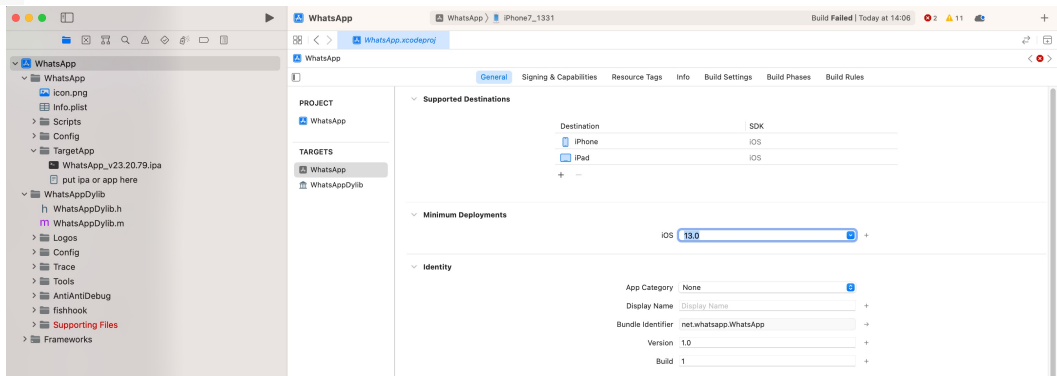 WhatsApp
WhatsApp
WhatsApp
icon.png
Info.plist
Scripts
Config
TargetApp
WhatsApp_v23.20.79.ipa
put ipa or app here
WhatsAppDylib
WhatsAppDylib.h
WhatsAppDylib.m
Logos
Config
Trace
Tools
AntiAntiDebug
fishhook
Supporting Files
Frameworks
WhatsApp 〉 iPhone7_1331
Build Failed | Today at 14:06
2
11
WhatsApp.xcodeproj
WhatsApp
General Signing & Capabilities Resource Tags Info Build Settings Build Phases Build Rules
PROJECT
WhatsApp
TARGETS
WhatsApp
WhatsAppDylib
Supported Destinations
Destination SDK
iPhone iOS
iPad iOS
Minimum Deployments
iOS 13.0
Identity
App Category None
Display Name Display Name
Bundle Identifier net.whatsapp.WhatsApp
Version 1.0
Build 1